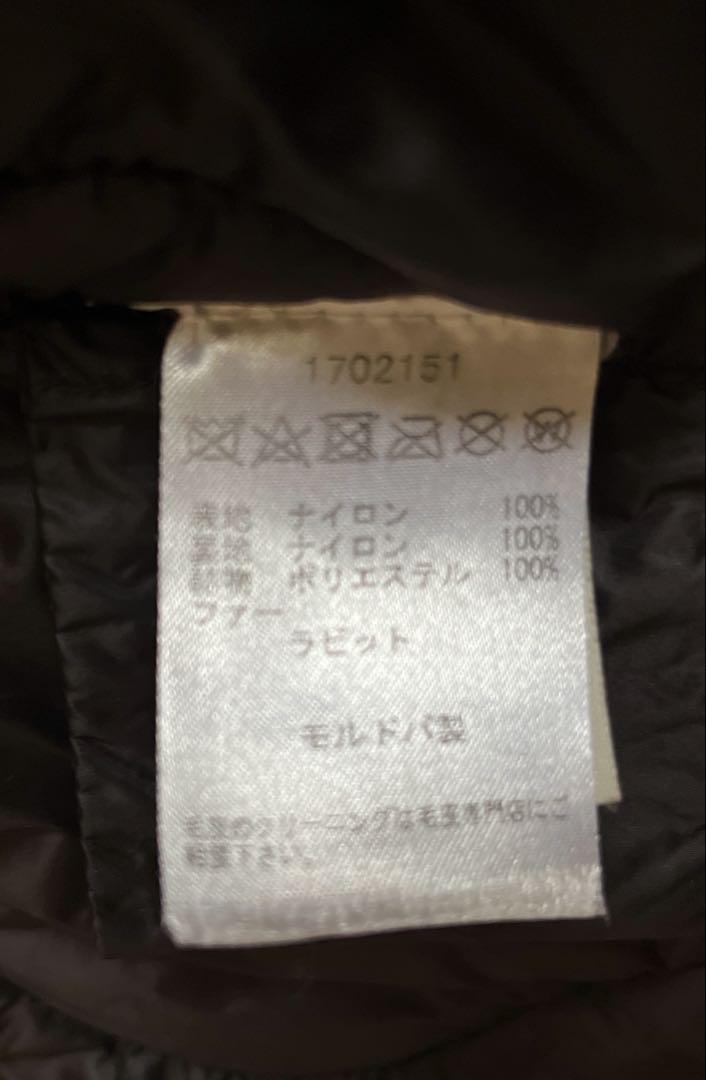 1702151
表地 ナイロン 100%
裏地 ナイロン 100%
ポリエステル 100%
ファー
ラビット
モルドバ製
毛皮のクリーニングは毛皮専門店にご
相談下さい。